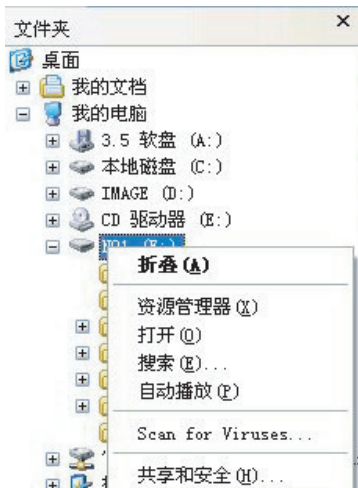 文件夹
桌面
我的文档
我的电脑
3.5 软盘 (A:)
本地磁盘 (C:)
IMAGE (D:)
CD 驱动器 (E:)
NO1 (F:)
折叠(A)
资源管理器(X)
打开(O)
搜索(E)...
自动播放(P)
Scan for Viruses...
共享和安全(H)...